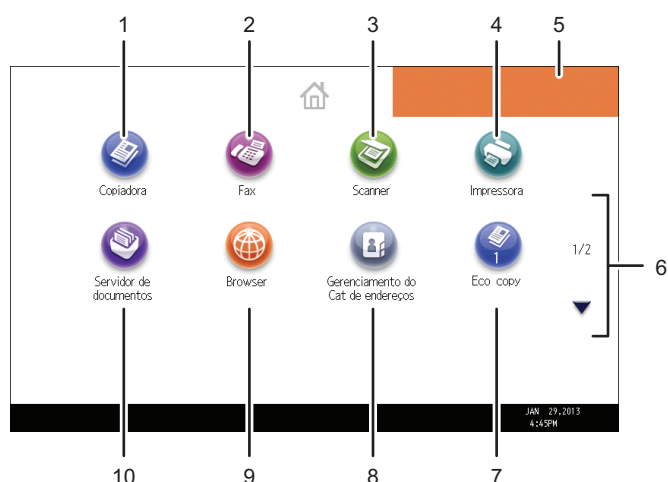 1 2 3 4 5
Copiadora Fax Scanner Impressora
1
Servidor de
documentos
Browser
Gerenciamento do
Cat de endereços
Eco copy
1/2
6
JAN 29,2013
4:45PM
10 9 8 7